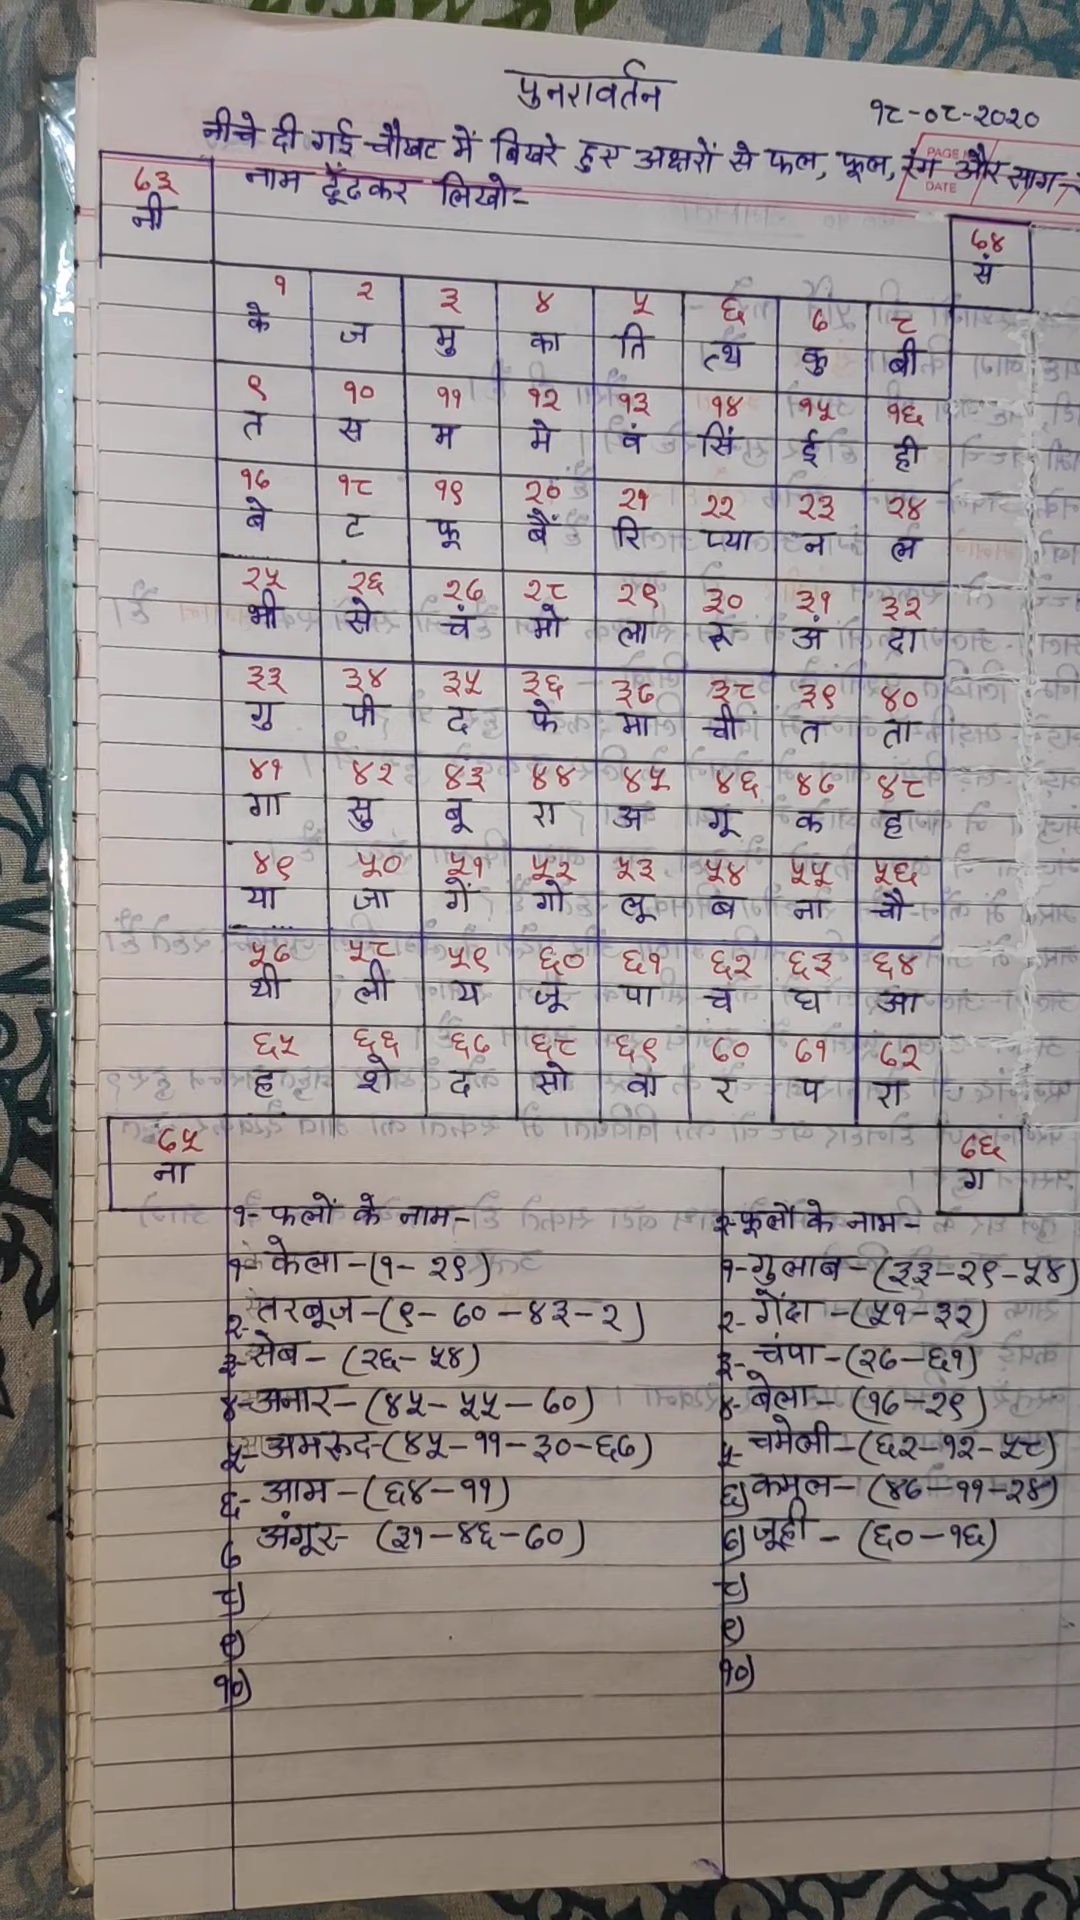 पुनरावर्तन
१८-०८-२०२०
नीचे दी गई चौखट में बिखरे हुए अक्षरों से फल, फूल, रंग और साग-
नाम ढूँढकर लिखो-
PAGE
DATE
७३
नी
७४
सं
१ २ ३ ४ ५ ६ ७ ८
के ज मु का ति त्थ कु बी
९ १० ११ १२ १३ १४ १५ १६
त स म मे वं सिं ई ही
१७ १८ १९ २० २१ २२ २३ २४
बे ट फू बैं रि प्या न ल
२५ २६ २७ २८ २९ ३० ३१ ३२
भी से चं मो ला रू अं दा
३३ ३४ ३५ ३६ ३७ ३८ ३९ ४०
गु पी द फे मा ची त ता
४१ ४२ ४३ ४४ ४५ ४६ ४७ ४८
गा सु बू रा अ गू क ह
४९ ५० ५१ ५२ ५३ ५४ ५५ ५६
या जा गें गो लू ब ना चौ
५७ ५८ ५९ ६० ६१ ६२ ६३ ६४
थी ली य जू पा च घ आ
६५ ६६ ६७ ६८ ६९ ७० ७१ ७२
ह शे द सो वा र प रा
७५
ना
७६
ग
१- फलों के नाम-
१- केला-(१- २९)
२- तरबूज-(९- ७०-४३-२)
३- सेब- (२६- ५४)
४- अनार-(४५- ५५- ७०)
५- अमरूद-(४५-११-३०-६७)
६- आम-(६४-११)
७ अंगूर- (३१-४६-७०)
८)
९)
१०)
२-फूलों के नाम-
१-गुलाब-(३३-२९-५४)
२- गेंदा -(५१-३२)
३- चंपा-(२७-६१)
४- बेला-(१७-२९)
५- चमेली-(६२-१२-५८)
६) कमल-(४७-११-२४)
७) जूही -(६०-१६)
८)
९)
१०)